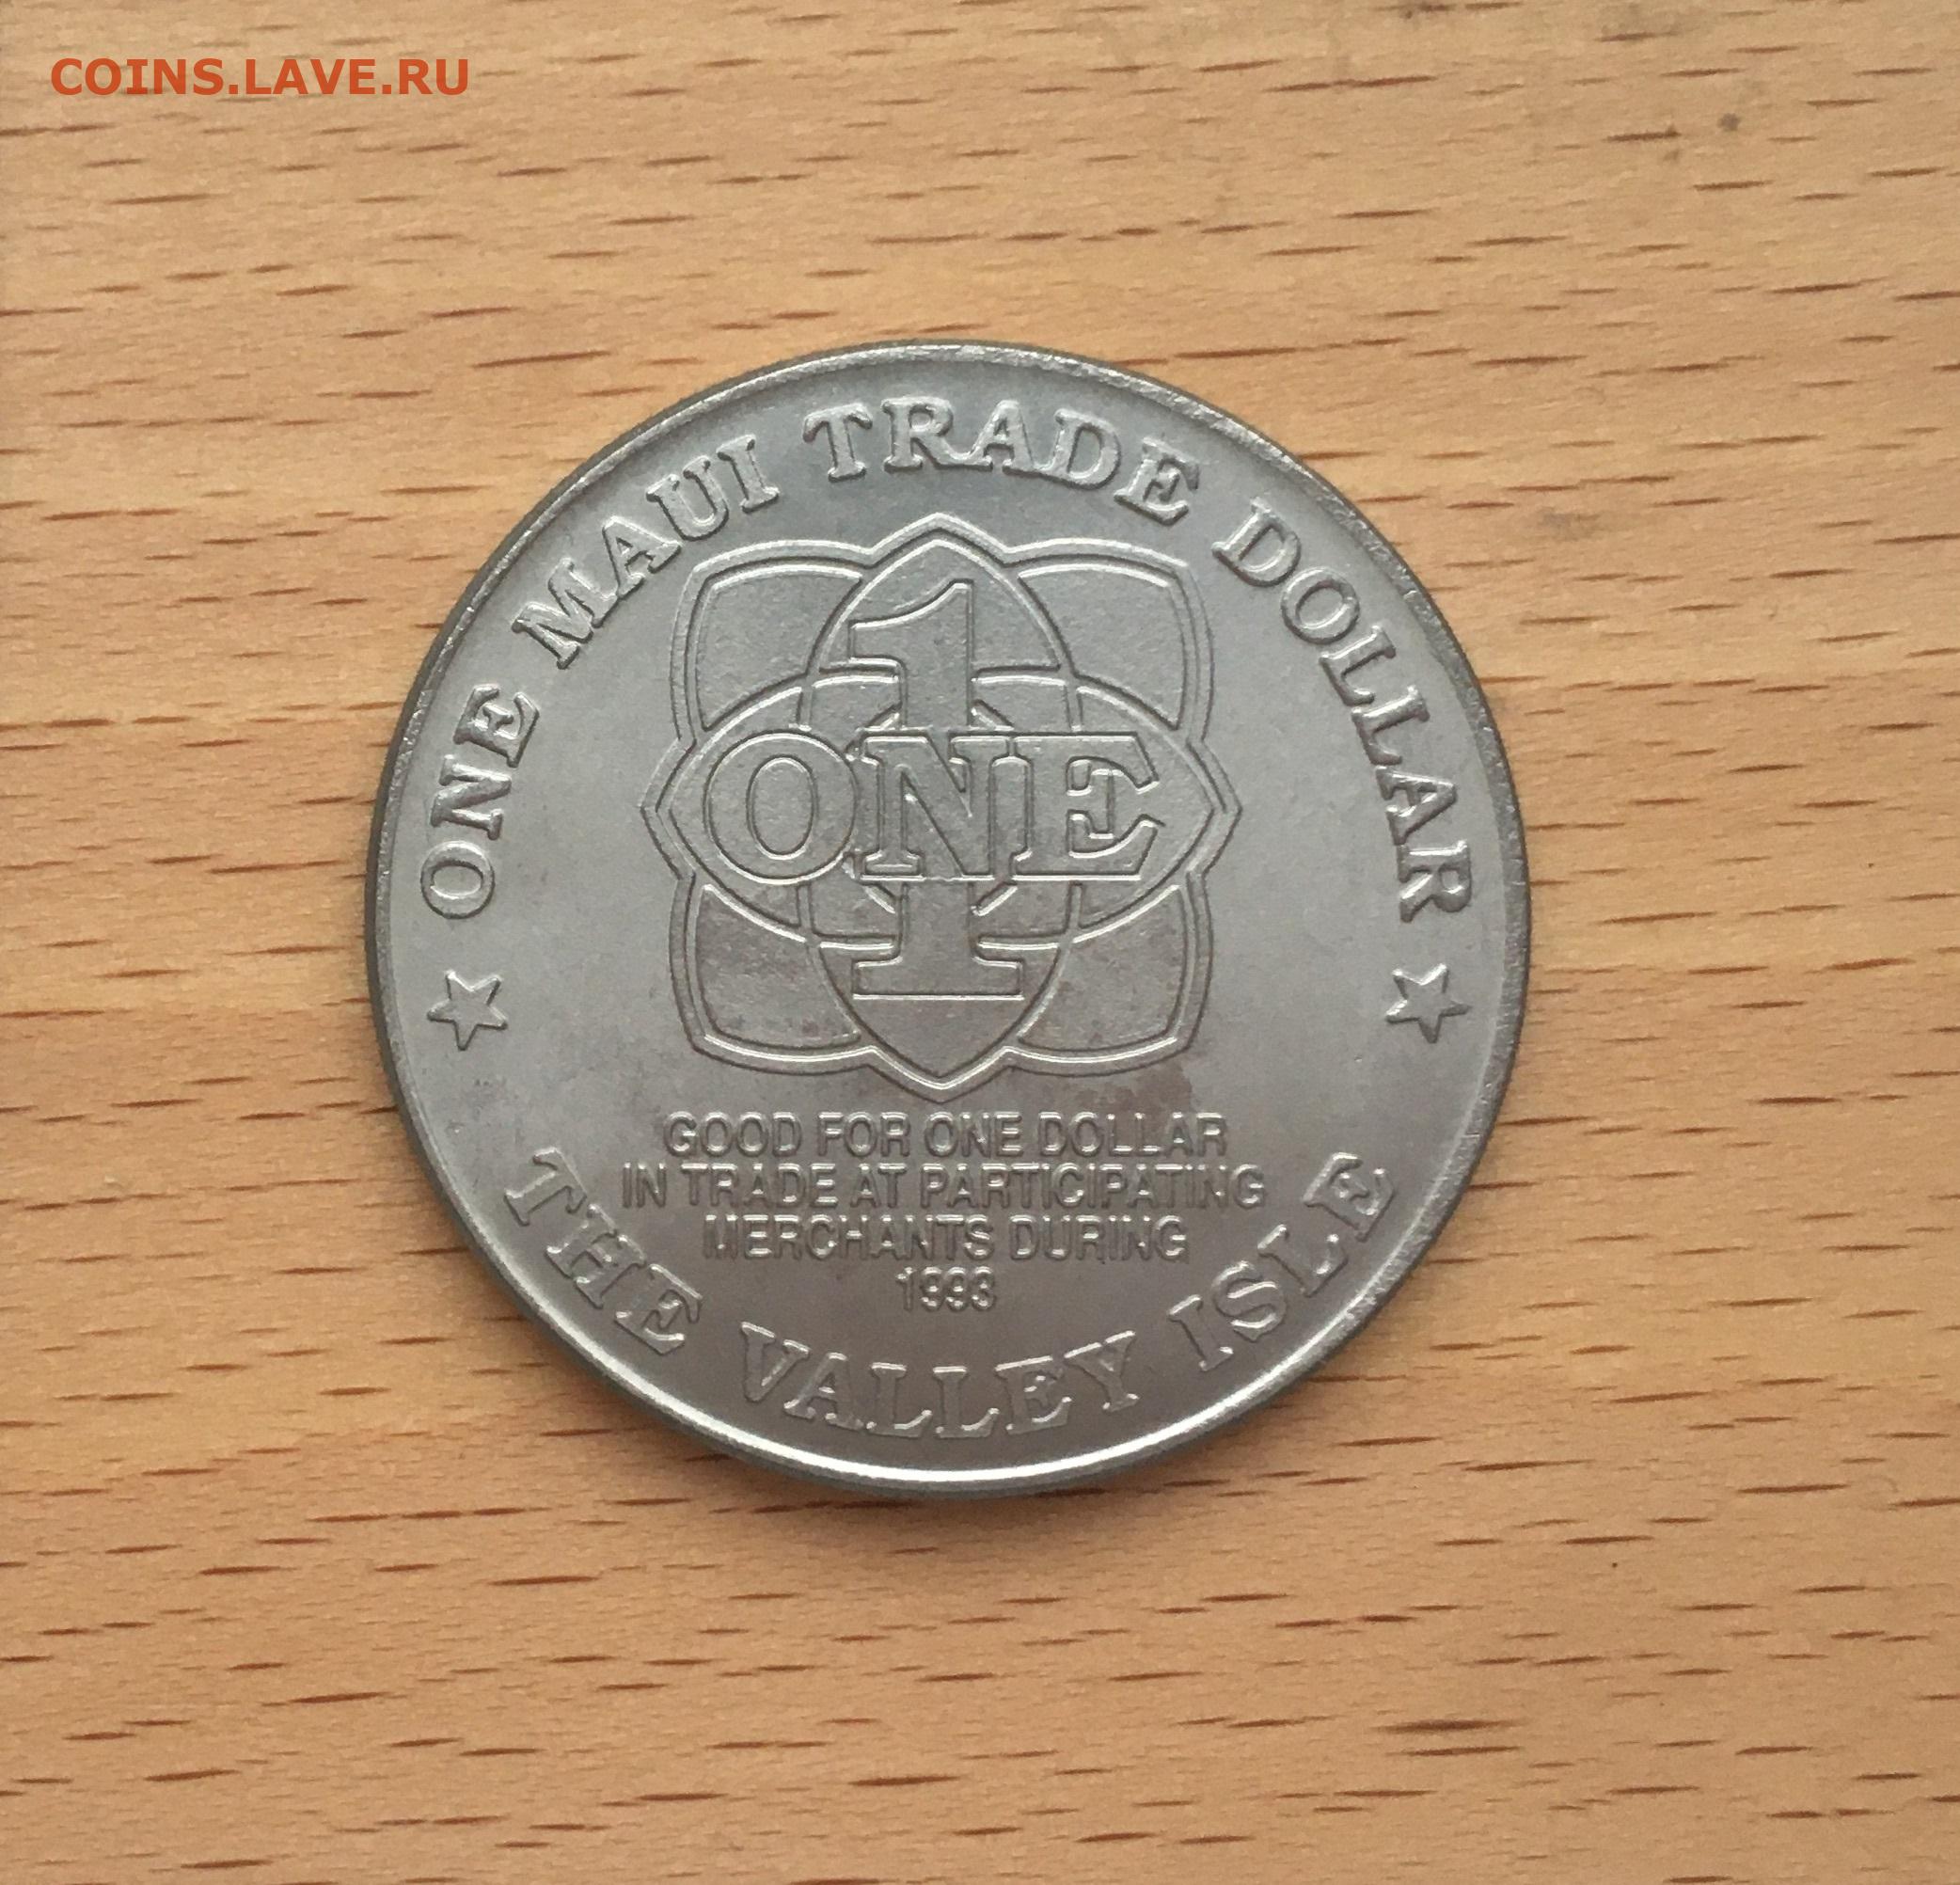 COINS.LAVE.RU
ONE MAUI TRADE DOLLAR
1
ONE
GOOD FOR ONE DOLLAR
IN TRADE AT PARTICIPATING
MERCHANTS DURING
1993
THE VALLEY ISLE